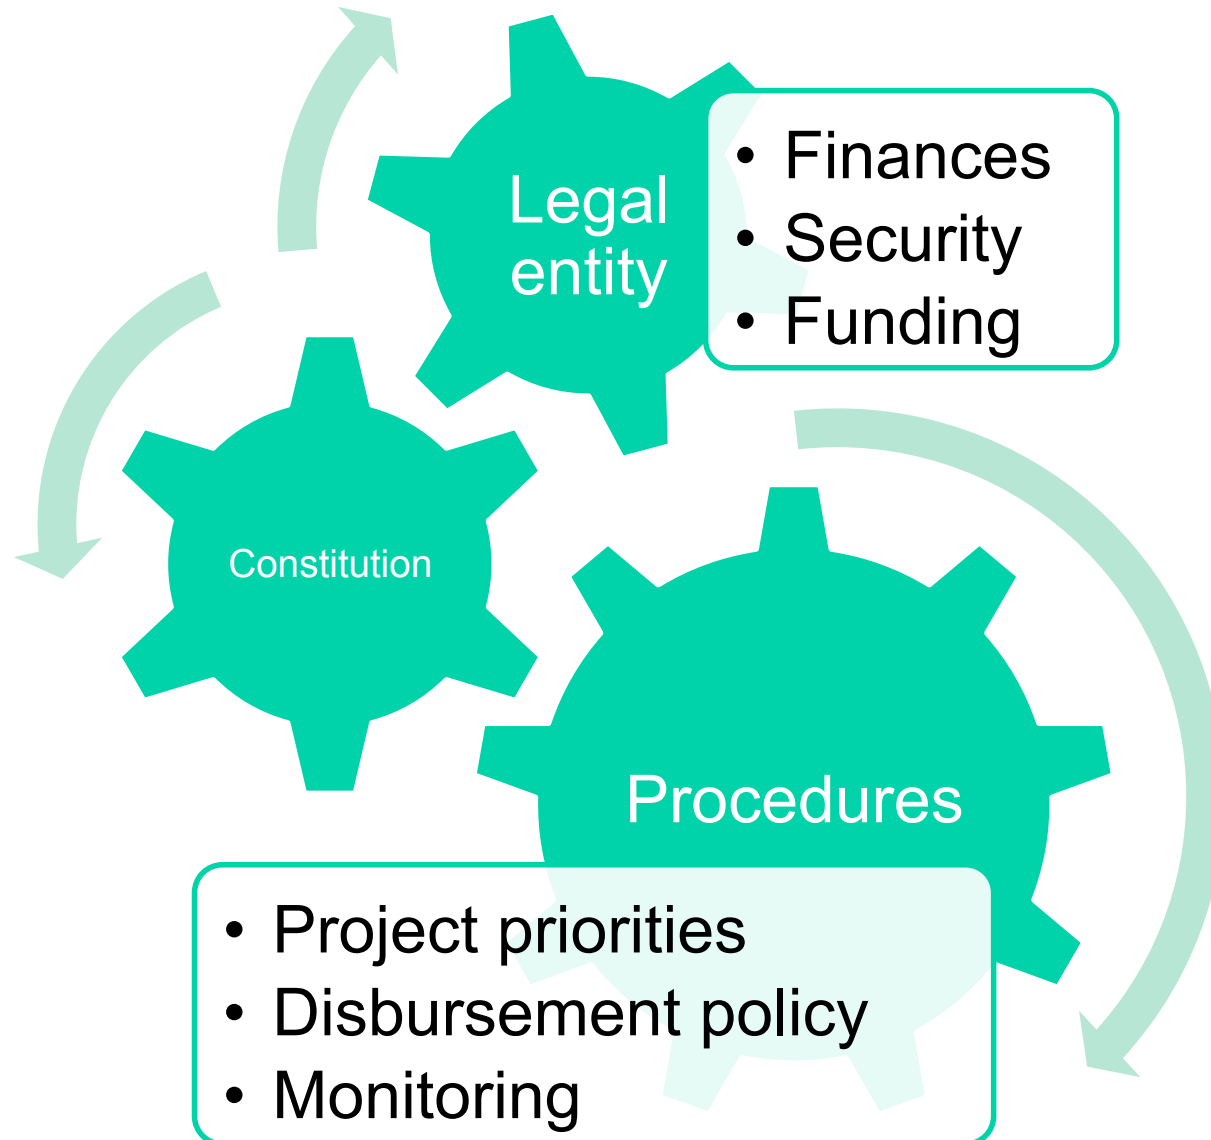 Legal
entity
• Finances
• Security
• Funding
Constitution
Procedures
• Project priorities
• Disbursement policy
• Monitoring